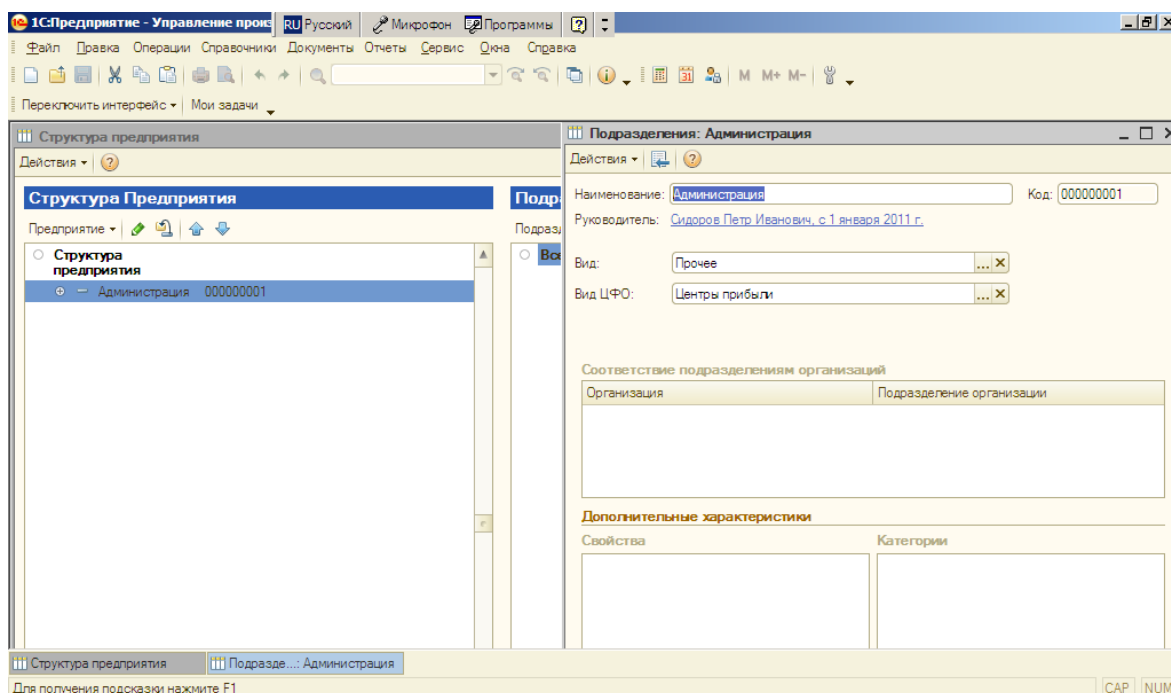 1С:Предприятие - Управление произ
RU Русский Микрофон Программы
Файл Правка Операции Справочники Документы Отчеты Сервис Окна Справка
M M+ M-
Переключить интерфейс Мои задачи
Структура предприятия
Действия
Структура Предприятия
Предприятие
Структура
предприятия
Администрация 000000001
Подр
Подразд
Все
Подразделения: Администрация
Действия
Наименование: Администрация Код: 000000001
Руководитель: Сидоров Петр Иванович, с 1 января 2011 г.
Вид: Прочее ...
Вид ЦФО: Центры прибыли ...
Соответствие подразделениям организаций
Организация Подразделение организации
Дополнительные характеристики
Свойства Категории
Структура предприятия Подразде...: Администрация
Для получения подсказки нажмите F1 CAP NUM